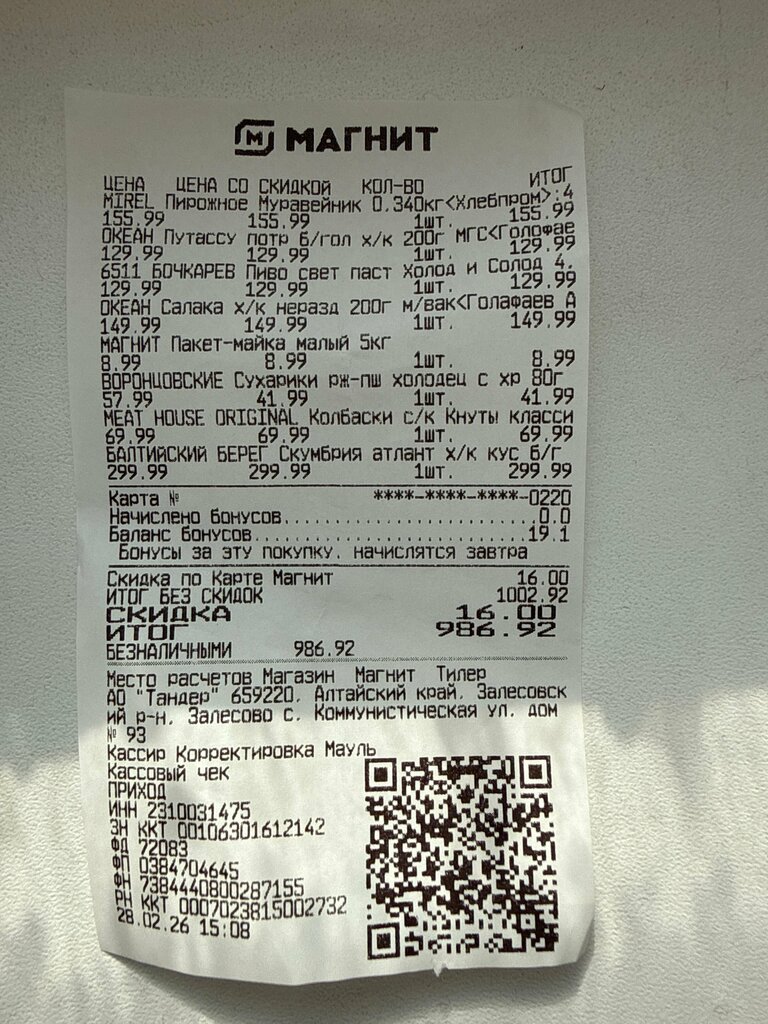 МАГНИТ
ЦЕНА ЦЕНА СО СКИДКОЙ КОЛ-ВО ИТОГ
MIREL Пирожное Муравейник 0.340кг<Хлебпром>:4
155.99 155.99 1шт. 155.99
ОКЕАН Путассу потр б/гол х/к 200г МГС<Голофае
129.99 129.99 1шт. 129.99
6511 БОЧКАРЕВ Пиво свет паст Холод и Солод 4.
129.99 129.99 1шт. 129.99
ОКЕАН Салака х/к неразд 200г м/вак<Голафаев А
149.99 149.99 1шт. 149.99
МАГНИТ Пакет-майка малый 5кг
8.99 8.99 1шт. 8.99
ВОРОНЦОВСКИЕ Сухарики рж-пш холодец с хр 80г
57.99 41.99 1шт. 41.99
MEAT HOUSE ORIGINAL Колбаски с/к Кнуты класси
69.99 69.99 1шт. 69.99
БАЛТИЙСКИЙ БЕРЕГ Скумбрия атлант х/к кус б/г
299.99 299.99 1шт. 299.99
Карта № ****-****-****-0220
Начислено бонусов..........................0.0
Баланс бонусов............................19.1
Бонусы за эту покупку. начислятся завтра
Скидка по Карте Магнит 16.00
ИТОГ БЕЗ СКИДОК 1002.92
СКИДКА 16.00
ИТОГ 986.92
БЕЗНАЛИЧНЫМИ 986.92
Место расчетов Магазин Магнит Тилер
АО "Тандер" 659220, Алтайский край, Залесовск
ий р-н, Залесово с, Коммунистическая ул, дом
№ 93
Кассир Корректировка Мауль
Кассовый чек
ПРИХОД
ИНН 2310031475
ЗН ККТ 00106301612142
ФД 72083
ФП 0384704645
ФН 7384440800287155
РН ККТ 0007023815002732
28.02.26 15:08